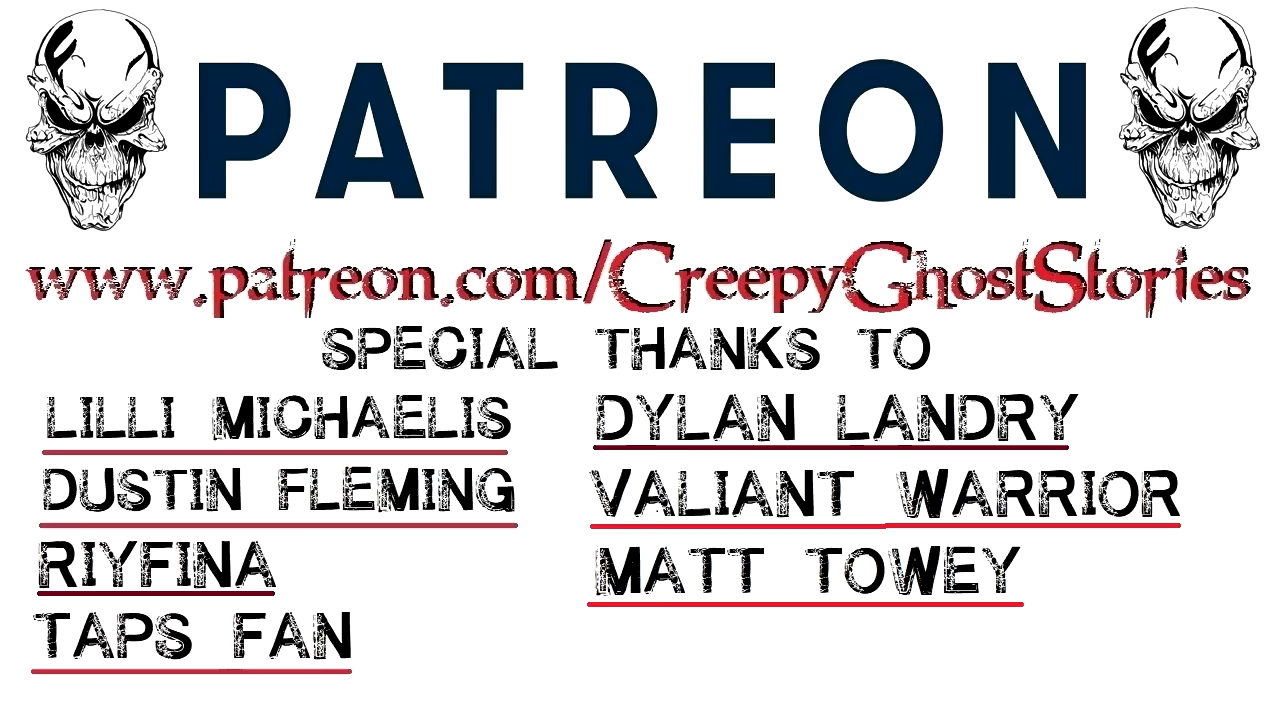 PATREON
www.patreon.com/CreepyGhostStories
SPECIAL THANKS TO
LILLI MICHAELIS
DYLAN LANDRY
DUSTIN FLEMING
VALIANT WARRIOR
RIYFINA
MATT TOWEY
TAPS FAN